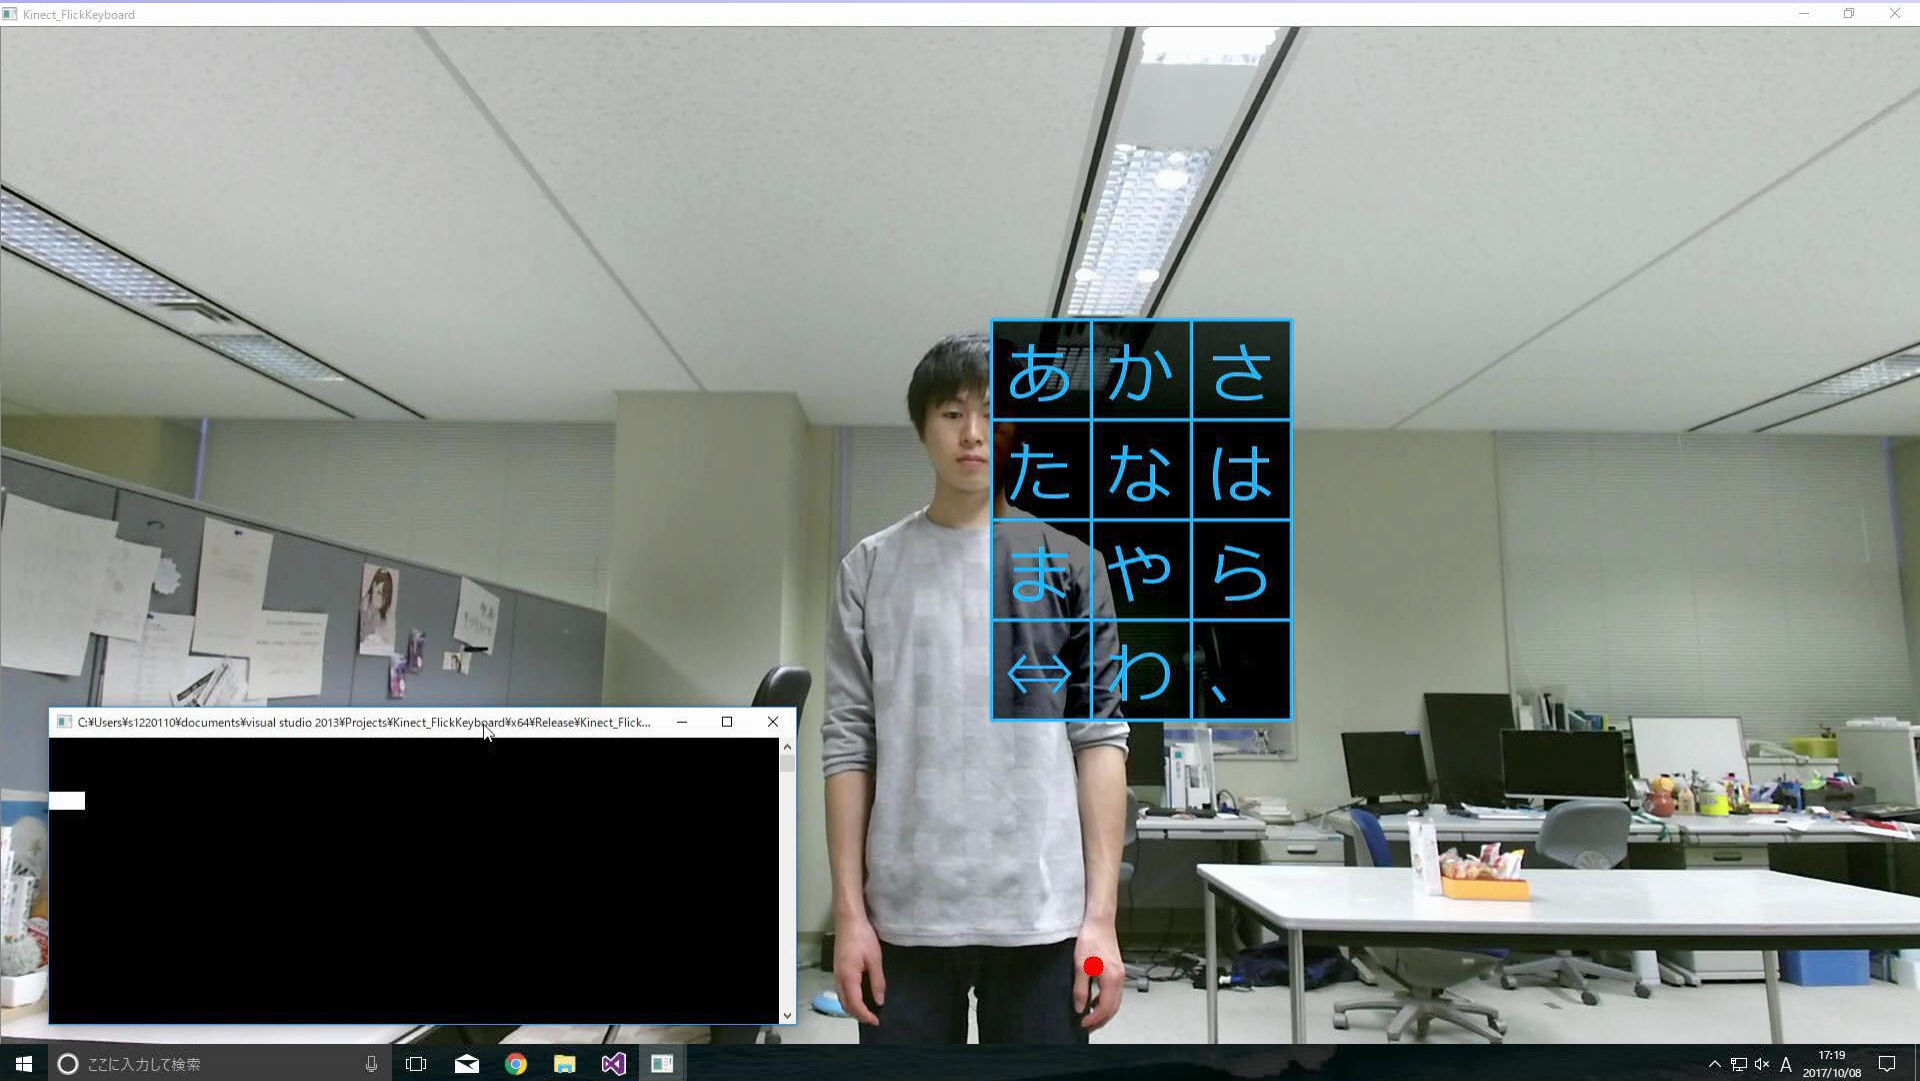 Kinect_FlickKeyboard
あ か さ
た な は
ま や ら
⇔ わ 、
C:¥Users¥s1220110¥documents¥visual studio 2013¥Projects¥Kinect_FlickKeyboard¥x64¥Release¥Kinect_Flick...
ここに入力して検索
A
17:19
2017/10/08